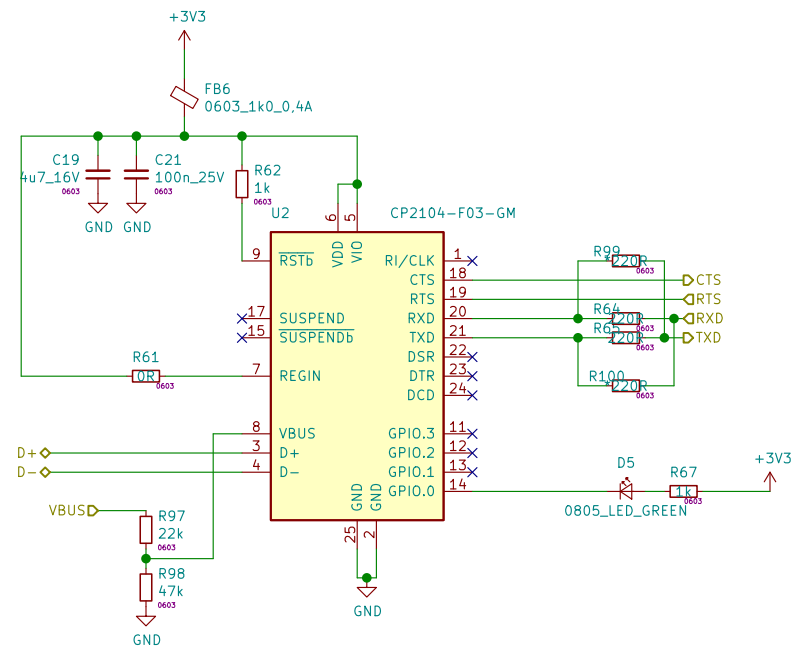 +3V3
FB6
0603_1k0_0,4A
C19
4u7_16V
0603
GND
C21
100n_25V
0603
GND
R62
1k
0603
U2
CP2104-F03-GM
6
5
VDD
VIO
9 RSTb
17 SUSPEND
15 SUSPENDb
7 REGIN
8 VBUS
3 D+
4 D-
RI/CLK 1
CTS 18
RTS 19
RXD 20
TXD 21
DSR 22
DTR 23
DCD 24
GPIO.3 11
GPIO.2 12
GPIO.1 13
GPIO.0 14
GND
GND
25
2
GND
R61
0R
0603
D+
D-
VBUS
R97
22k
0603
R98
47k
0603
GND
R99
*220R
0603
R64
220R
0603
R65
220R
0603
R100
*220R
0603
CTS
RTS
RXD
TXD
D5
0805_LED_GREEN
R67
1k
0603
+3V3